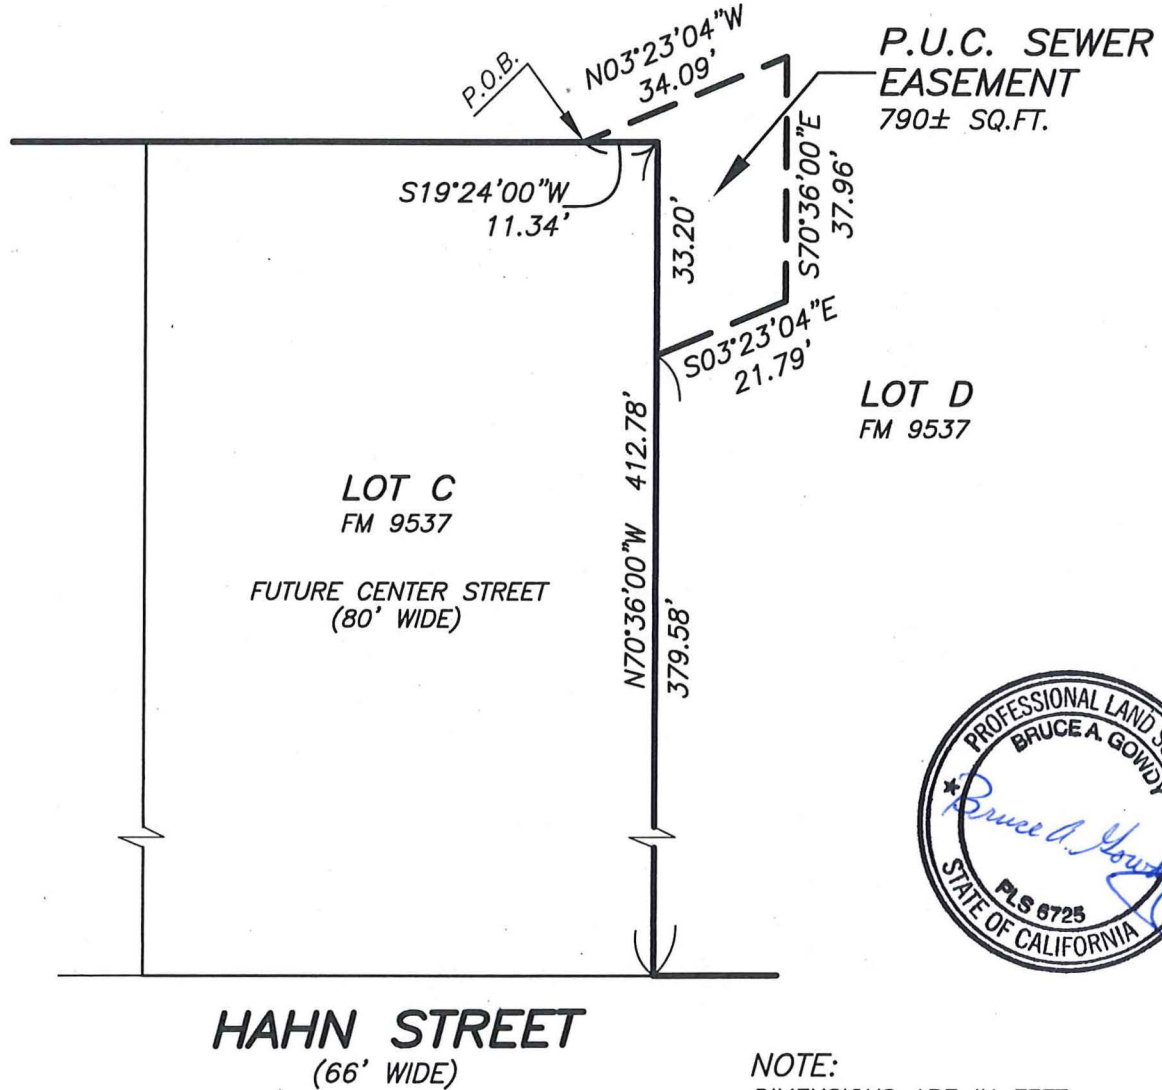 P.O.B.
N03°23'04"W
34.09'
P.U.C. SEWER
EASEMENT
790± SQ.FT.
S19°24'00"W
11.34'
33.20'
S70°36'00"E
37.96'
S03°23'04"E
21.79'
LOT D
FM 9537
LOT C
FM 9537
FUTURE CENTER STREET
(80' WIDE)
N70°36'00"W 412.78'
379.58'
PROFESSIONAL LAND
BRUCE A. GOWDY
Bruce A.
PLS 6725
STATE OF CALIFORNIA
HAHN STREET
(66' WIDE)
NOTE: